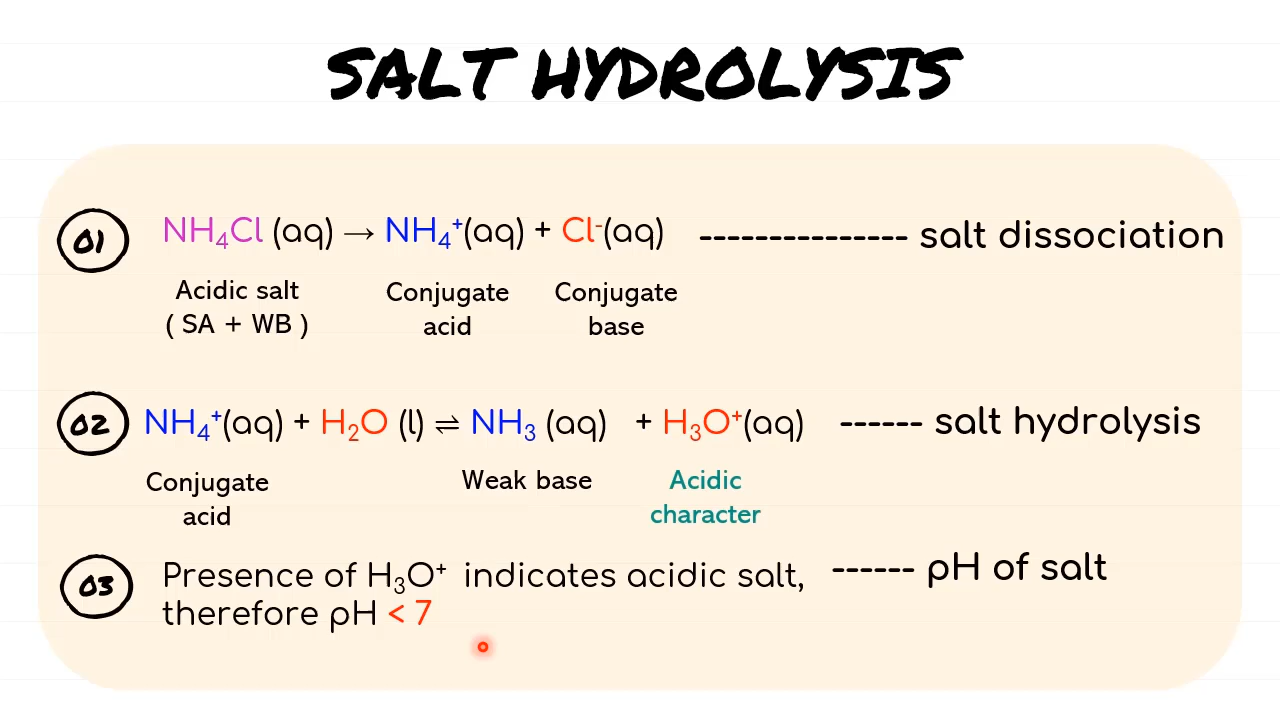 SALT HYDROLYSIS
01 NH₄Cl (aq) → NH₄⁺(aq) + Cl⁻(aq) --------------- salt dissociation
Acidic salt Conjugate Conjugate
( SA + WB ) acid base
02 NH₄⁺(aq) + H₂O (l) ⇌ NH₃ (aq) + H₃O⁺(aq) ------ salt hydrolysis
Conjugate Weak base Acidic
acid character
03 Presence of H₃O⁺ indicates acidic salt, ------ pH of salt
therefore pH < 7